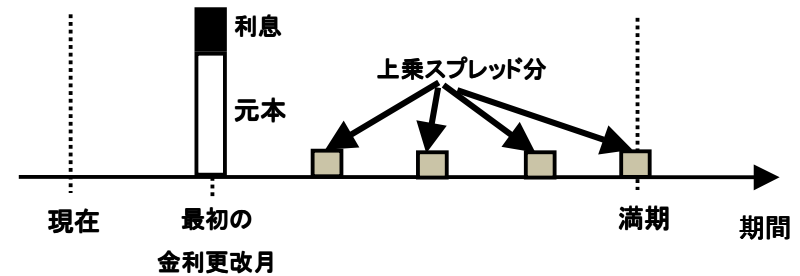 利息
上乗スプレッド分
元本
現在
最初の
金利更改月
満期
期間